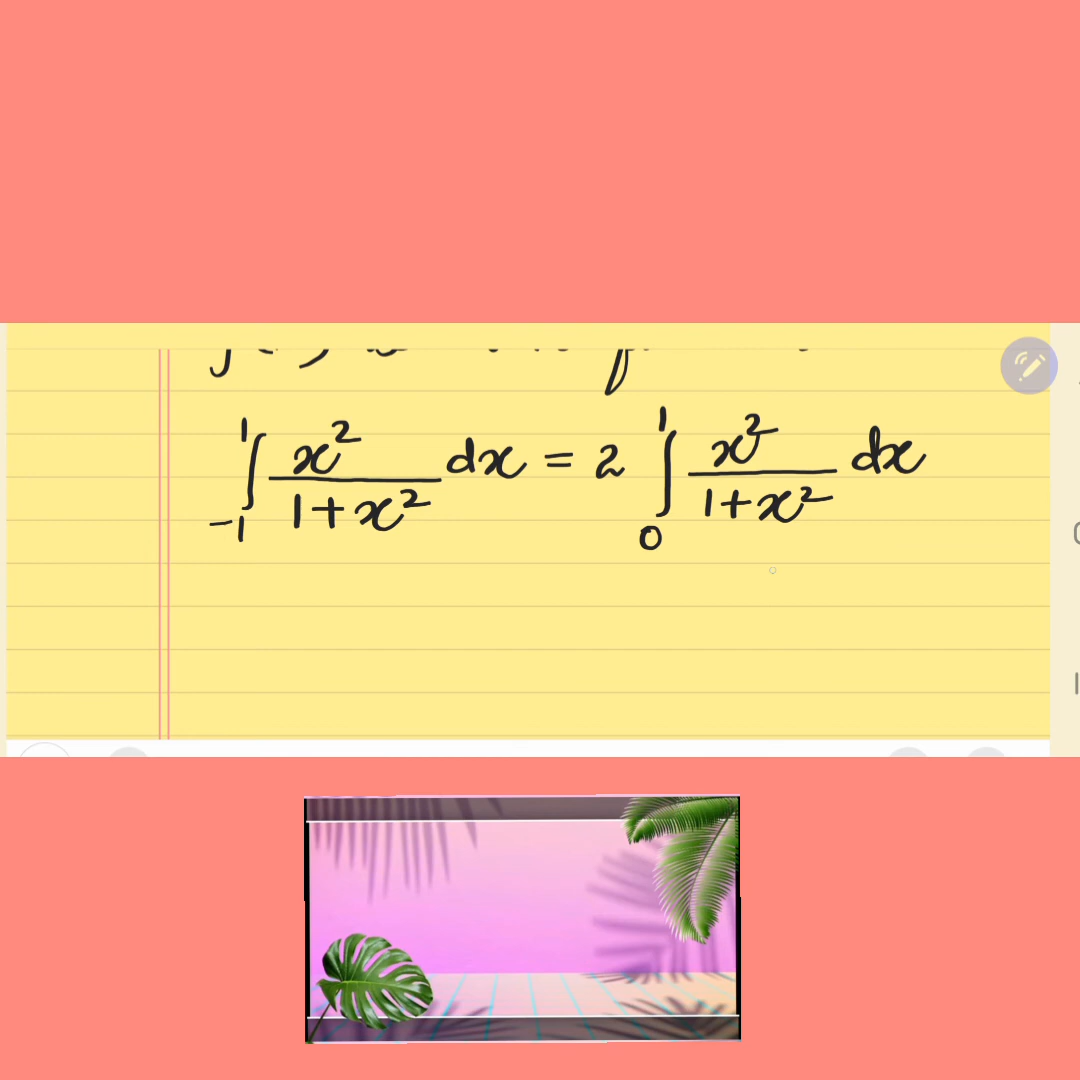 ∫_{-1}^{1} x²/(1+x²) dx = 2 ∫_{0}^{1} x²/(1+x²) dx